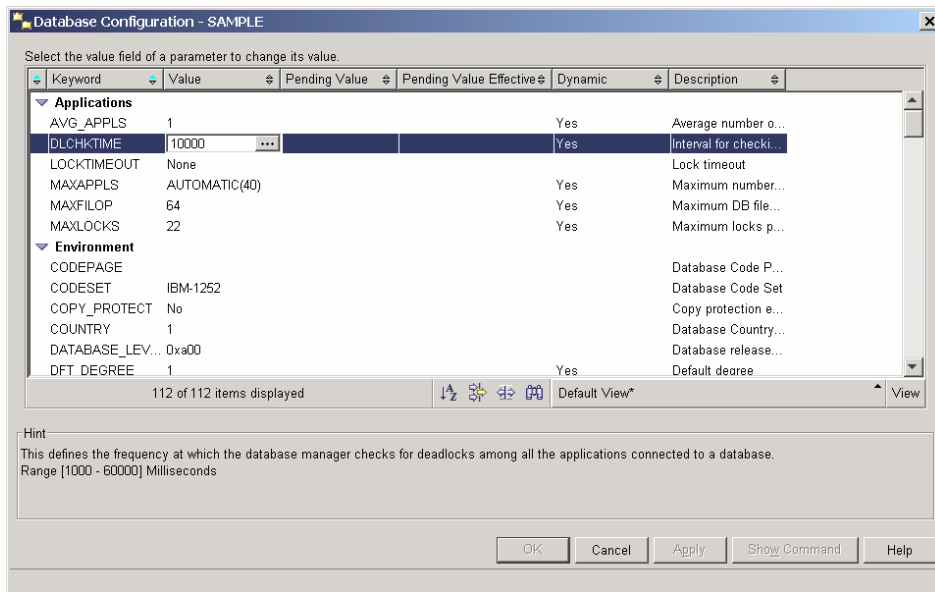 Database Configuration - SAMPLE
Select the value field of a parameter to change its value.
Keyword Value Pending Value Pending Value Effective Dynamic Description
Applications
AVG_APPLS 1 Yes Average number o...
DLCHKTIME 10000 ... Yes Interval for checki...
LOCKTIMEOUT None Lock timeout
MAXAPPLS AUTOMATIC(40) Yes Maximum number...
MAXFILOP 64 Yes Maximum DB file...
MAXLOCKS 22 Yes Maximum locks p...
Environment
CODEPAGE Database Code P...
CODESET IBM-1252 Database Code Set
COPY_PROTECT No Copy protection e...
COUNTRY 1 Database Country...
DATABASE_LEV... 0xa00 Database release...
DFT_DEGREE 1 Yes Default degree
112 of 112 items displayed Default View* View
Hint
This defines the frequency at which the database manager checks for deadlocks among all the applications connected to a database.
Range [1000 - 60000] Milliseconds
OK Cancel Apply Show Command Help